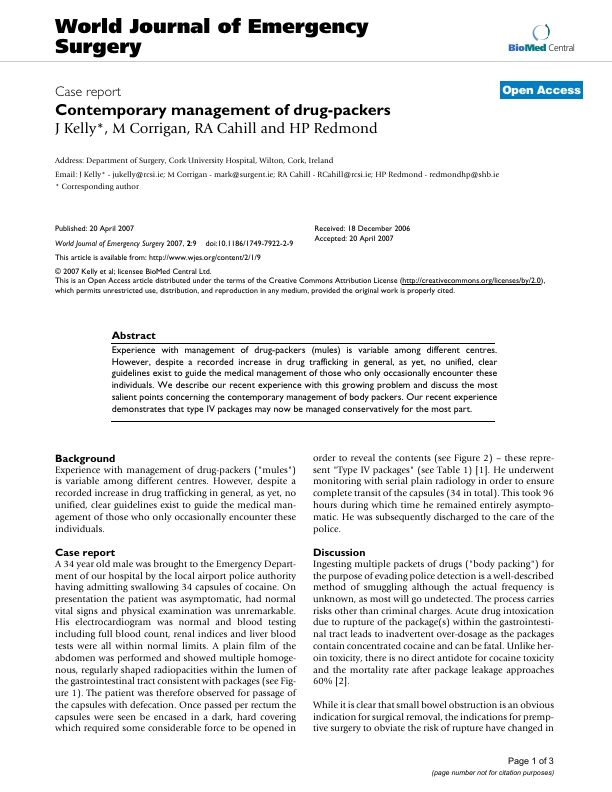 World Journal of Emergency
Surgery
BioMed Central
Case report
Open Access
Contemporary management of drug-packers
J Kelly*, M Corrigan, RA Cahill and HP Redmond
Address: Department of Surgery, Cork University Hospital, Wilton, Cork, Ireland
Email: J Kelly* - jukelly@rcsi.ie; M Corrigan - mark@surgent.ie; RA Cahill - RCahill@rcsi.ie; HP Redmond - redmondhp@shb.ie
* Corresponding author
Published: 20 April 2007
World Journal of Emergency Surgery 2007, 2:9 doi:10.1186/1749-7922-2-9
This article is available from: http://www.wjes.org/content/2/1/9
Received: 18 December 2006
Accepted: 20 April 2007
© 2007 Kelly et al; licensee BioMed Central Ltd.
This is an Open Access article distributed under the terms of the Creative Commons Attribution License (http://creativecommons.org/licenses/by/2.0),
which permits unrestricted use, distribution, and reproduction in any medium, provided the original work is properly cited.
Abstract
Experience with management of drug-packers (mules) is variable among different centres.
However, despite a recorded increase in drug trafficking in general, as yet, no unified, clear
guidelines exist to guide the medical management of those who only occasionally encounter these
individuals. We describe our recent experience with this growing problem and discuss the most
salient points concerning the contemporary management of body packers. Our recent experience
demonstrates that type IV packages may now be managed conservatively for the most part.
Background
Experience with management of drug-packers ("mules")
is variable among different centres. However, despite a
recorded increase in drug trafficking in general, as yet, no
unified, clear guidelines exist to guide the medical man-
agement of those who only occasionally encounter these
individuals.
Case report
A 34 year old male was brought to the Emergency Depart-
ment of our hospital by the local airport police authority
having admitting swallowing 34 capsules of cocaine. On
presentation the patient was asymptomatic, had normal
vital signs and physical examination was unremarkable.
His electrocardiogram was normal and blood testing
including full blood count, renal indices and liver blood
tests were all within normal limits. A plain film of the
abdomen was performed and showed multiple homoge-
nous, regularly shaped radiopacities within the lumen of
the gastrointestinal tract consistent with packages (see Fig-
ure 1). The patient was therefore observed for passage of
the capsules with defecation. Once passed per rectum the
capsules were seen be encased in a dark, hard covering
which required some considerable force to be opened in
order to reveal the contents (see Figure 2) – these repre-
sent "Type IV packages" (see Table 1) [1]. He underwent
monitoring with serial plain radiology in order to ensure
complete transit of the capsules (34 in total). This took 96
hours during which time he remained entirely asympto-
matic. He was subsequently discharged to the care of the
police.
Discussion
Ingesting multiple packets of drugs ("body packing") for
the purpose of evading police detection is a well-described
method of smuggling although the actual frequency is
unknown, as most will go undetected. The process carries
risks other than criminal charges. Acute drug intoxication
due to rupture of the package(s) within the gastrointesti-
nal tract leads to inadvertent over-dosage as the packages
contain concentrated cocaine and can be fatal. Unlike her-
oin toxicity, there is no direct antidote for cocaine toxicity
and the mortality rate after package leakage approaches
60% [2].
While it is clear that small bowel obstruction is an obvious
indication for surgical removal, the indications for premp-
tive surgery to obviate the risk of rupture have changed in
Page 1 of 3
(page number not for citation purposes)